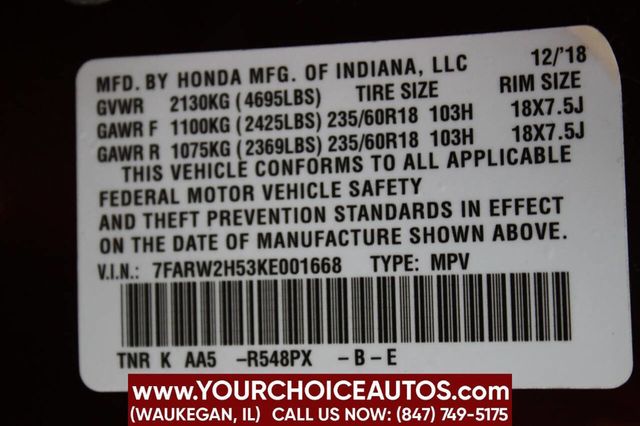 MFD. BY HONDA MFG. OF INDIANA, LLC 12/'18
GVWR 2130KG (4695LBS) TIRE SIZE RIM SIZE
GAWR F 1100KG (2425LBS) 235/60R18 103H 18X7.5J
GAWR R 1075KG (2369LBS) 235/60R18 103H 18X7.5J
THIS VEHICLE CONFORMS TO ALL APPLICABLE
FEDERAL MOTOR VEHICLE SAFETY
AND THEFT PREVENTION STANDARDS IN EFFECT
ON THE DATE OF MANUFACTURE SHOWN ABOVE.
V.I.N.: 7FARW2H53KE001668 TYPE: MPV
TNR K AA5 -R548PX -B-E
www.YOURCHOICEAUTOS.com
(WAUKEGAN, IL) CALL US NOW: (847) 749-5175